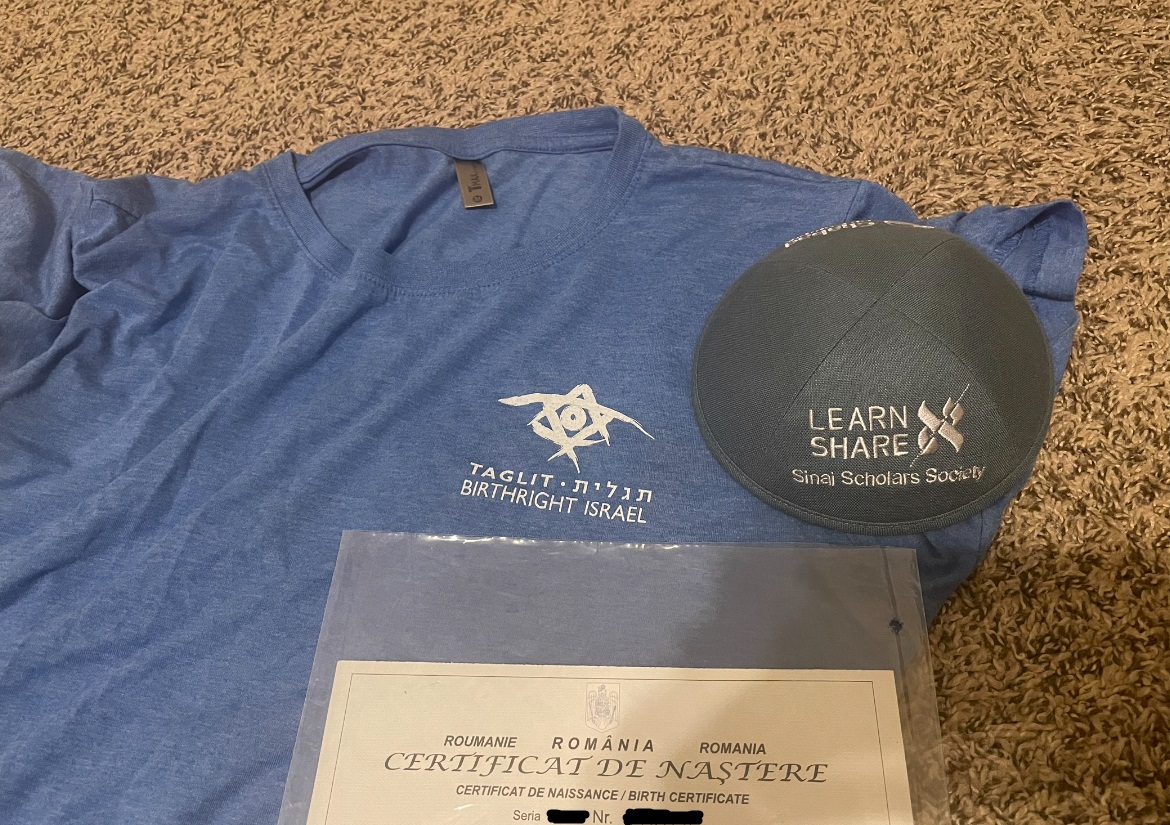 TAGLIT · תגלית
BIRTHRIGHT ISRAEL
LEARN
SHARE
Sinai Scholars Society
ROUMANIE ROMÂNIA ROMANIA
CERTIFICAT DE NAŞTERE
CERTIFICAT DE NAISSANCE / BIRTH CERTIFICATE
Seria Nr.